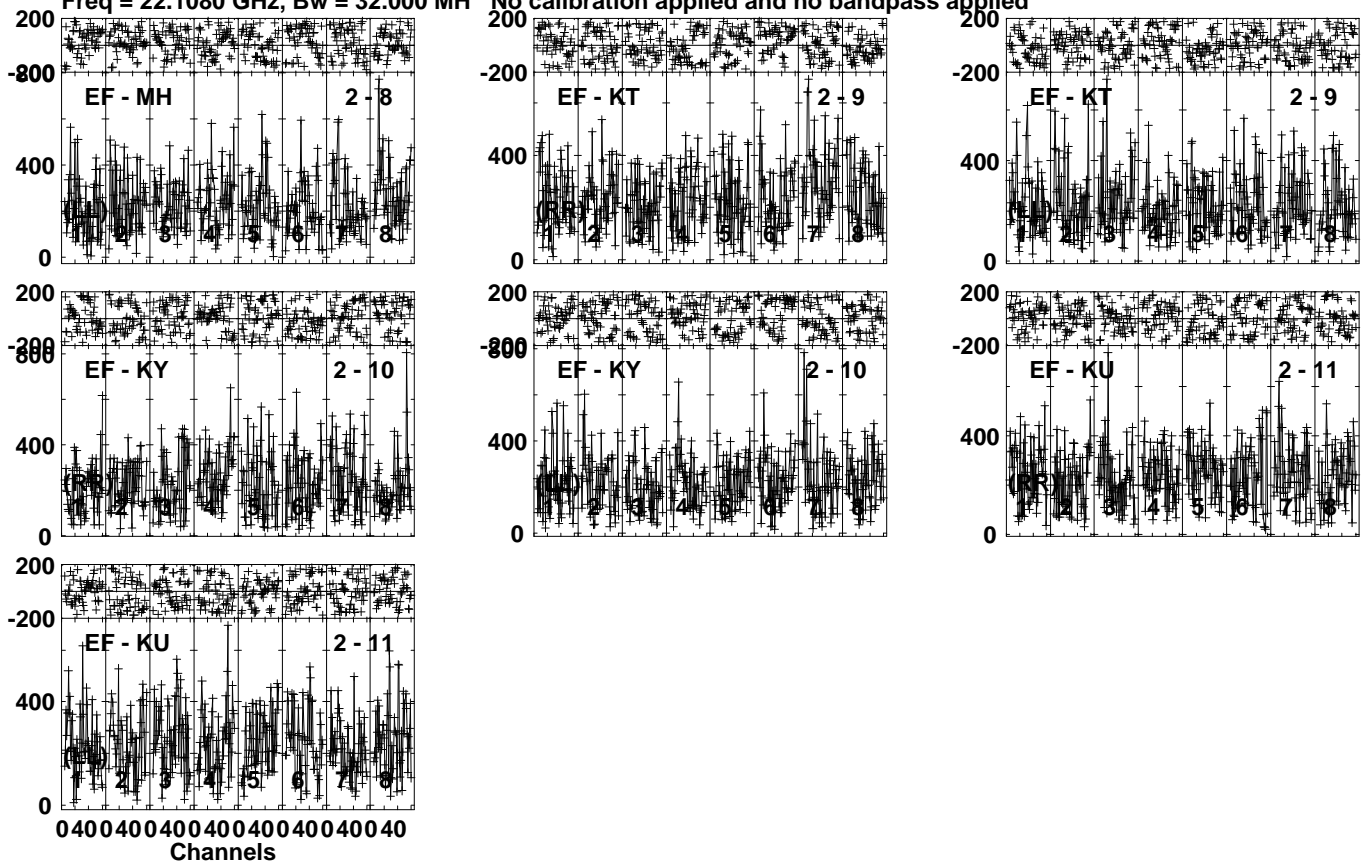 Freq = 22.1080 GHz, Bw = 32.000 MH No calibration applied and no bandpass applied
200 200 200
-200 -200 -200
800
EF - MH 2 - 8 EF - KT 2 - 9 EF - KT 2 - 9
400 400 400
(LL) (RR) (LL)
1 2 3 4 5 6 7 8 1 2 3 4 5 6 7 8 1 2 3 4 5 6 7 8
0 0 0
200 200 200
-200 -200 -200
800 800
EF - KY 2 - 10 EF - KY 2 - 10 EF - KU 2 - 11
400 400 400
(RR) (LL) (RR)
1 2 3 4 5 6 7 8 1 2 3 4 5 6 7 8 1 2 3 4 5 6 7 8
0 0 0
200
-200
EF - KU 2 - 11
400
(LL)
1 2 3 4 5 6 7 8
0
0 40 0 40 0 40 0 40 0 40 0 40 0 40 0 40
Channels